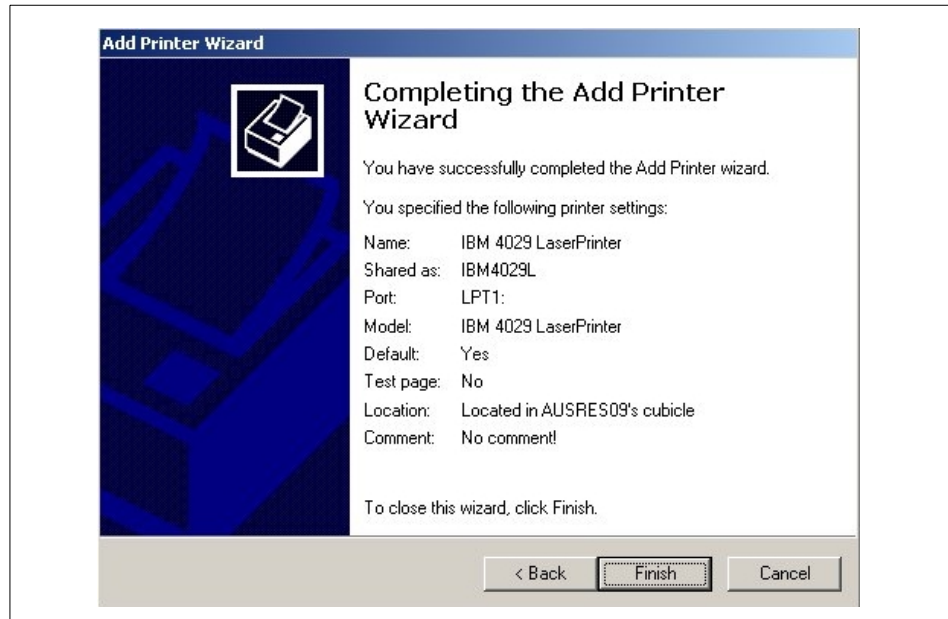 Add Printer Wizard
Completing the Add Printer
Wizard
You have successfully completed the Add Printer wizard.
You specified the following printer settings:
Name: IBM 4029 LaserPrinter
Shared as: IBM4029L
Port: LPT1:
Model: IBM 4029 LaserPrinter
Default: Yes
Test page: No
Location: Located in AUSRES09's cubicle
Comment: No comment!
To close this wizard, click Finish.
< Back Finish Cancel